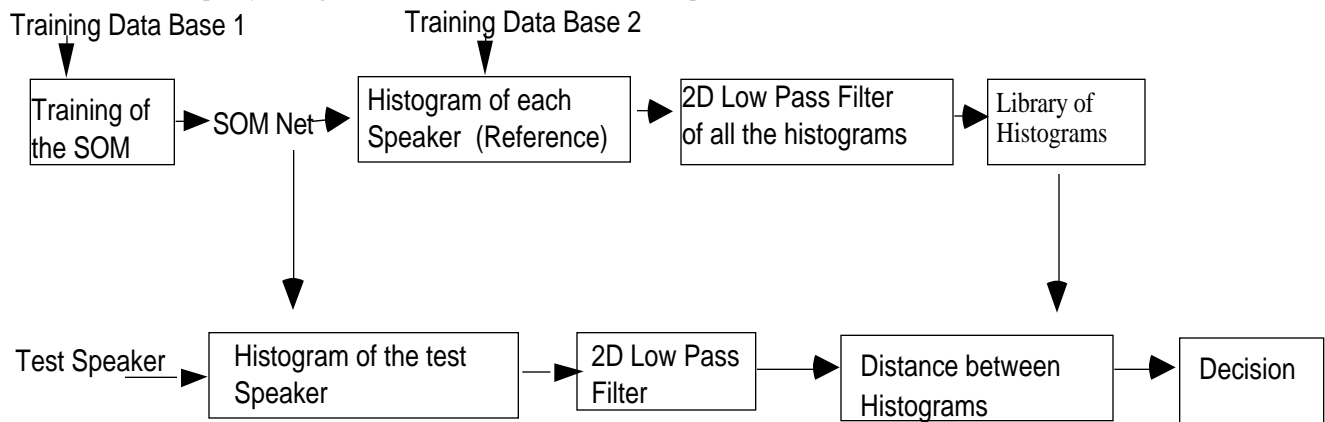 Training Data Base 1
Training Data Base 2
Training of
the SOM
SOM Net
Histogram of each
Speaker (Reference)
2D Low Pass Filter
of all the histograms
Library of
Histograms
Test Speaker
Histogram of the test
Speaker
2D Low Pass
Filter
Distance between
Histograms
Decision